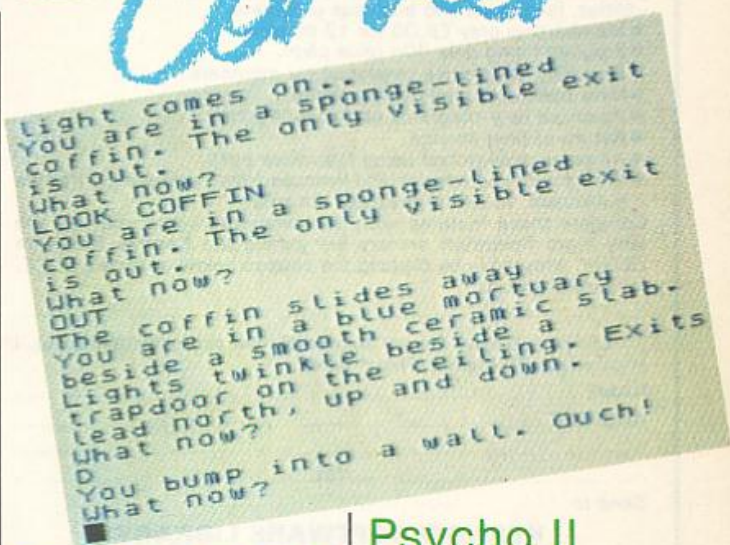 Corner
light comes on..
You are in a sponge-lined
coffin. The only visible exit
is out.
What now?
LOOK COFFIN
You are in a sponge-lined
coffin. The only visible exit
is out.
What now?
OUT
The coffin slides away
You are in a blue mortuary
beside a smooth ceramic slab.
Lights twinkle beside a
trapdoor on the ceiling. Exits
lead north, up and down.
What now?
D
You bump into a wall. Ouch!
What now?
Psycho II